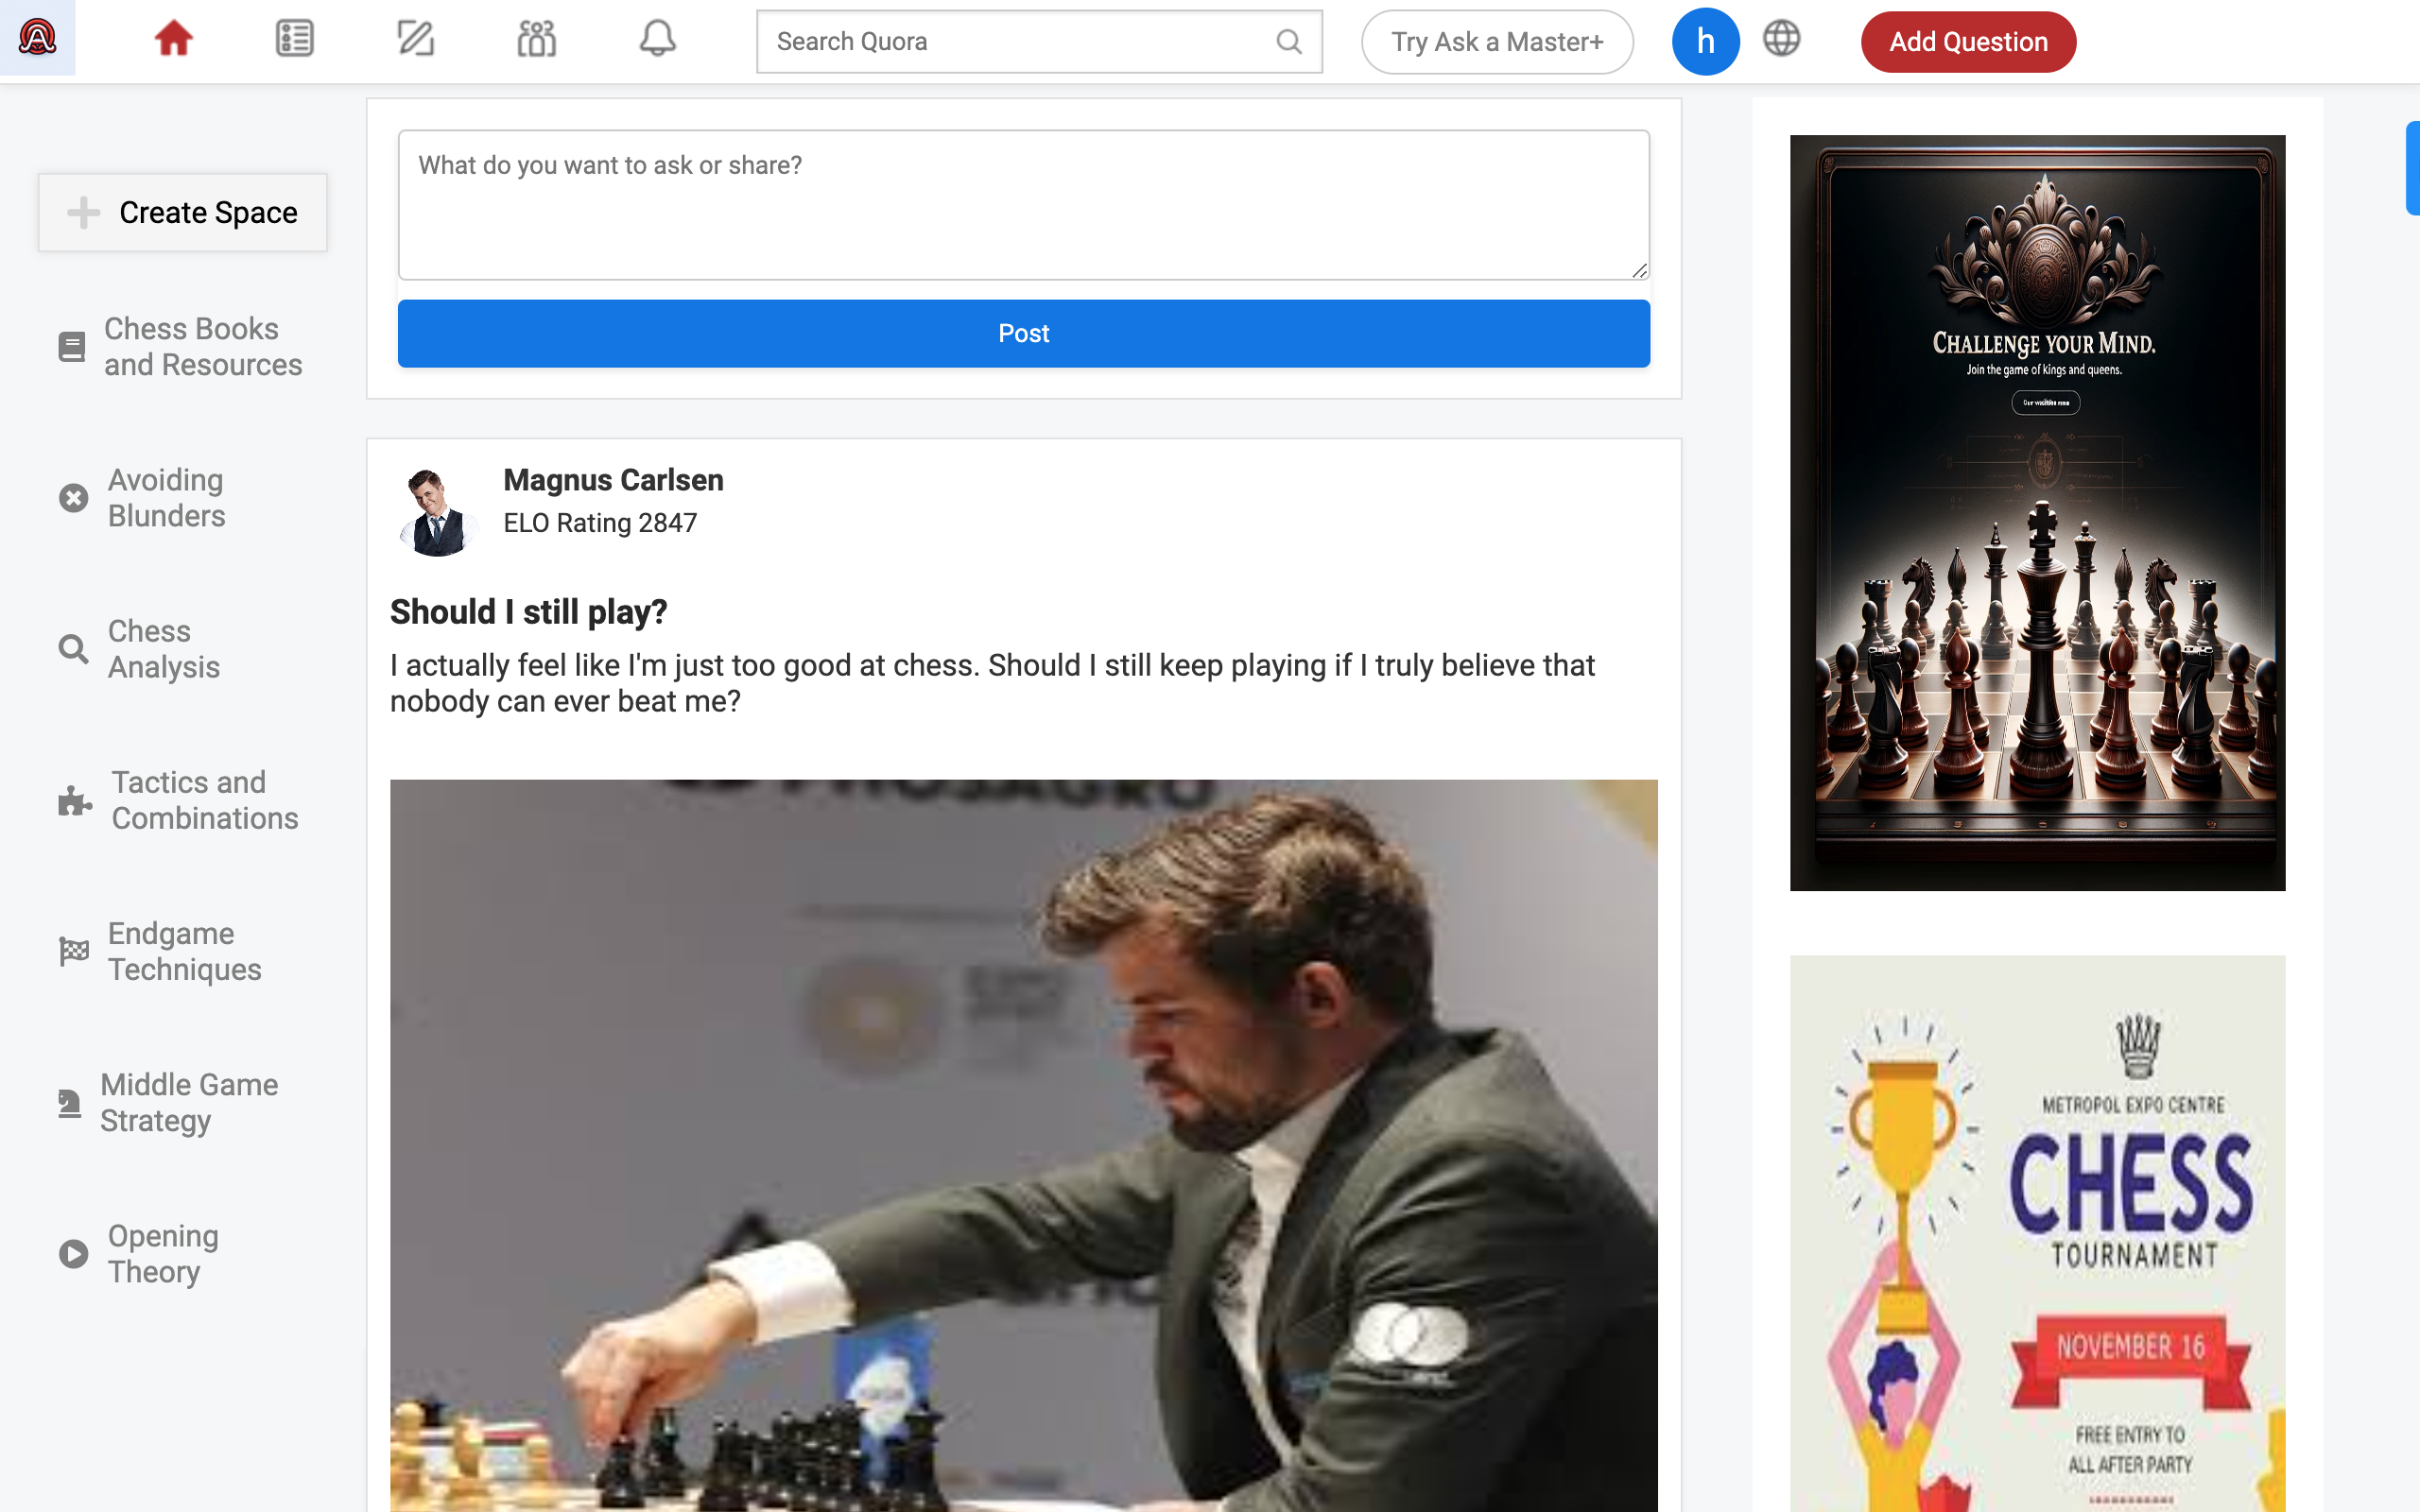 Search Quora
Try Ask a Master+
h
Add Question
What do you want to ask or share?
Post
Create Space
Chess Books
and Resources
Avoiding
Blunders
Chess
Analysis
Tactics and
Combinations
Endgame
Techniques
Middle Game
Strategy
Opening
Theory
Magnus Carlsen
ELO Rating 2847
Should I still play?
I actually feel like I'm just too good at chess. Should I still keep playing if I truly believe that
nobody can ever beat me?
CHALLENGE YOUR MIND.
Join the game of kings and queens.
METROPOL EXPO CENTRE
CHESS
TOURNAMENT
NOVEMBER 16
FREE ENTRY TO
ALL AFTER PARTY